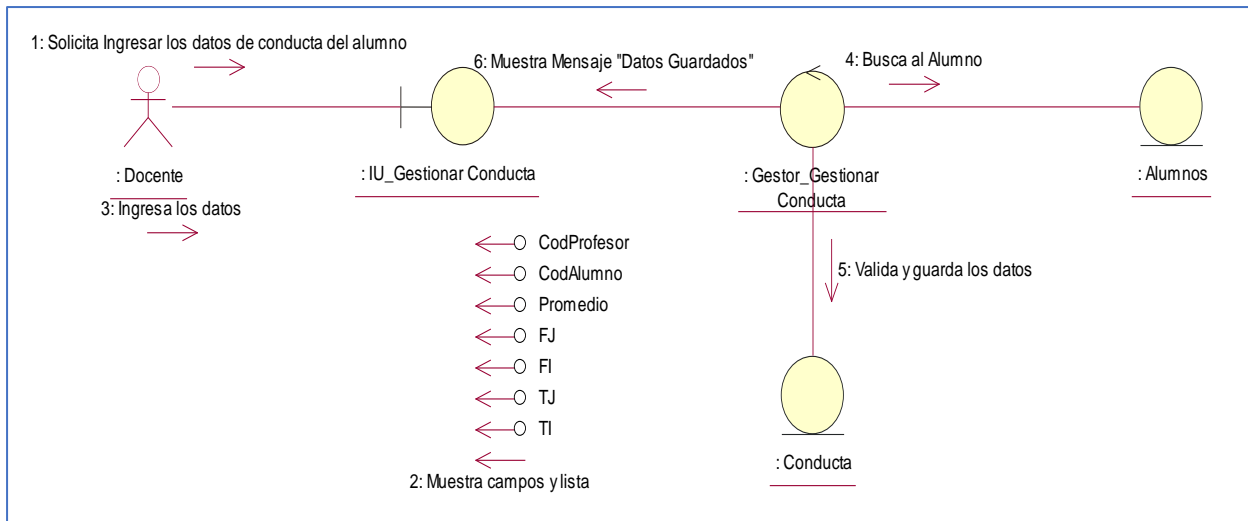 1: Solicita Ingresar los datos de conducta del alumno
6: Muestra Mensaje "Datos Guardados"
4: Busca al Alumno
: Docente
: IU_Gestionar Conducta
: Gestor_Gestionar
Conducta
: Alumnos
3: Ingresa los datos
CodProfesor
CodAlumno
Promedio
FJ
FI
TJ
TI
2: Muestra campos y lista
5: Valida y guarda los datos
: Conducta